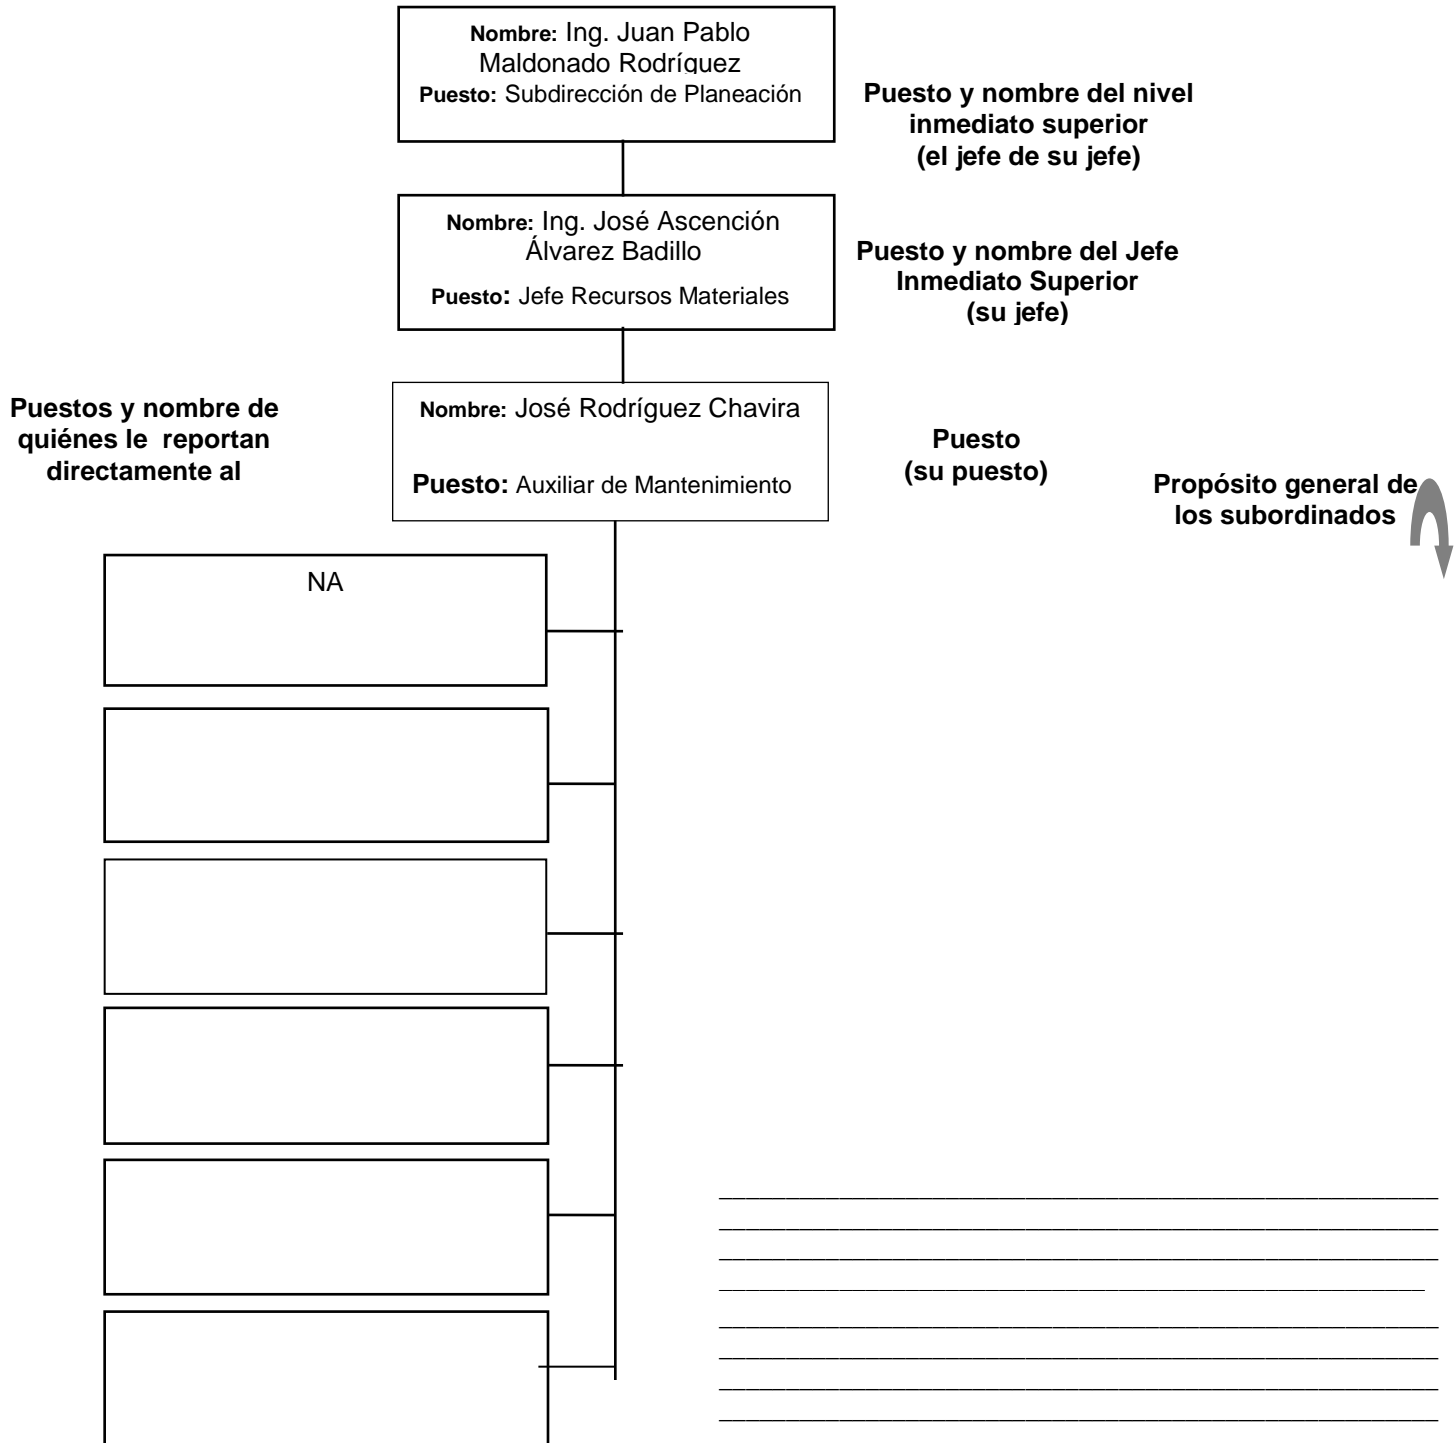 Nombre: Ing. Juan Pablo
Maldonado Rodríguez
Puesto: Subdirección de Planeación
Puesto y nombre del nivel
inmediato superior
(el jefe de su jefe)
Nombre: Ing. José Ascención
Álvarez Badillo
Puesto: Jefe Recursos Materiales
Puesto y nombre del Jefe
Inmediato Superior
(su jefe)
Puestos y nombre de
quiénes le reportan
directamente al
Nombre: José Rodríguez Chavira
Puesto: Auxiliar de Mantenimiento
Puesto
(su puesto)
Propósito general de
los subordinados
NA